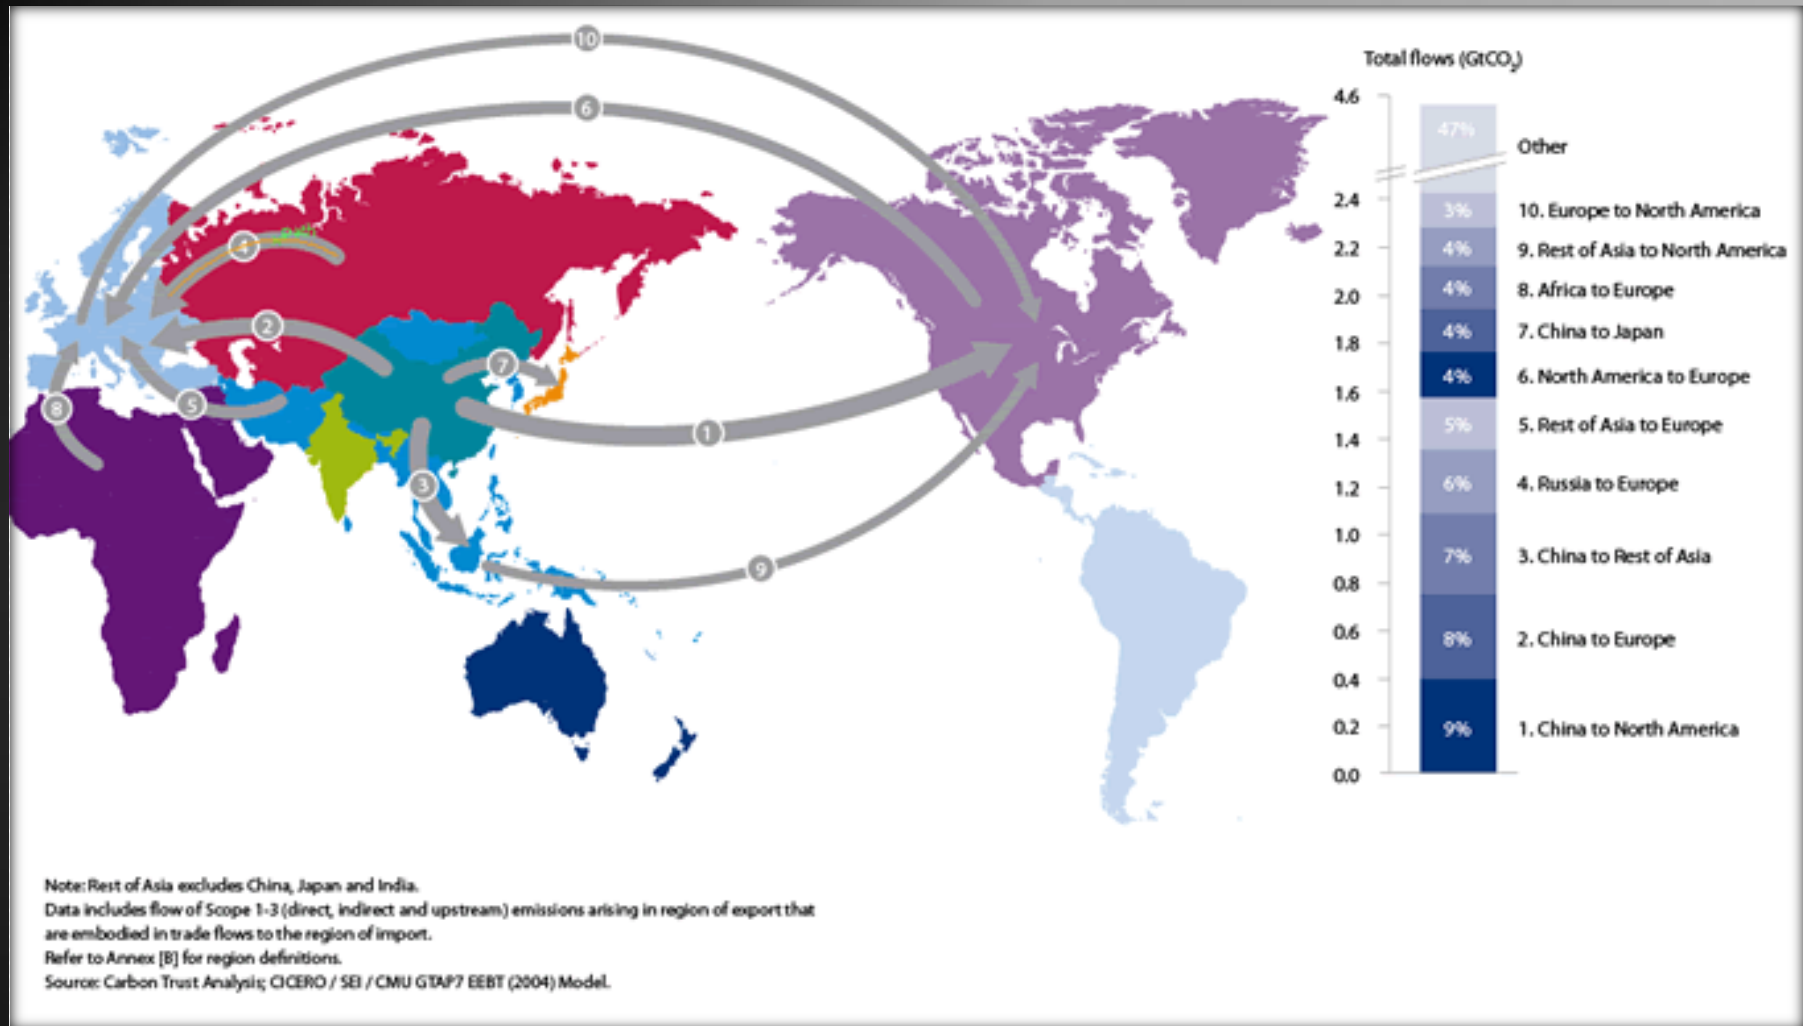 Total flows (GtCO2)
4.6
47%
Other
2.4
3%
10. Europe to North America
2.2
4%
9. Rest of Asia to North America
2.0
4%
8. Africa to Europe
1.8
4%
7. China to Japan
1.6
4%
6. North America to Europe
1.4
5%
5. Rest of Asia to Europe
1.2
6%
4. Russia to Europe
1.0
7%
3. China to Rest of Asia
0.8
0.6
8%
2. China to Europe
0.4
0.2
9%
1. China to North America
0.0
10
6
4
2
7
5
8
1
3
9
Note: Rest of Asia excludes China, Japan and India.
Data includes flow of Scope 1-3 (direct, indirect and upstream) emissions arising in region of export that
are embodied in trade flows to the region of import.
Refer to Annex [B] for region definitions.
Source: Carbon Trust Analysis; CICERO / SEI / CMU GTAP7 EEBT (2004) Model.